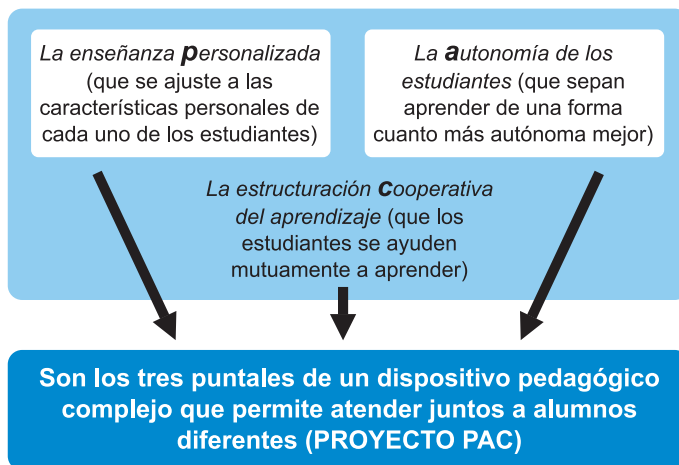 La enseñanza personalizada
(que se ajuste a las
características personales de
cada uno de los estudiantes)
La autonomía de los
estudiantes (que sepan
aprender de una forma
cuanto más autónoma mejor)
La estructuración cooperativa
del aprendizaje (que los
estudiantes se ayuden
mutuamente a aprender)
Son los tres puntales de un dispositivo pedagógico
complejo que permite atender juntos a alumnos
diferentes (PROYECTO PAC)